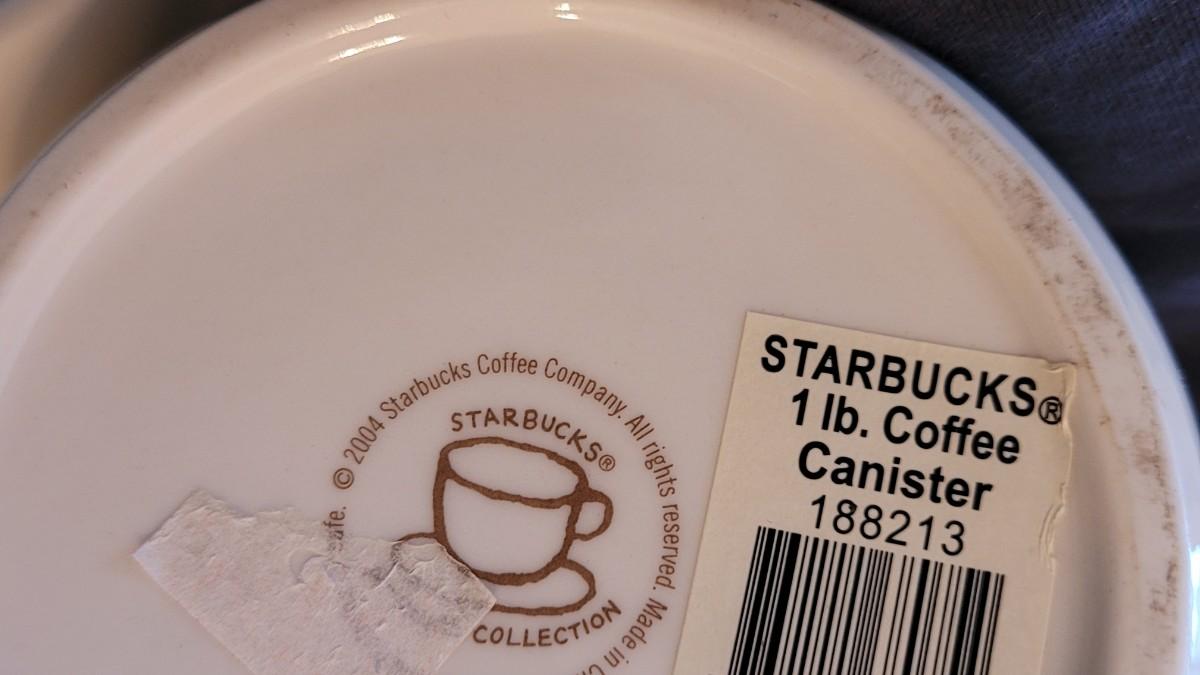 © 2004 Starbucks Coffee Company. All rights reserved. Made in
STARBUCKS®
COLLECTION
STARBUCKS®
1 lb. Coffee
Canister
188213